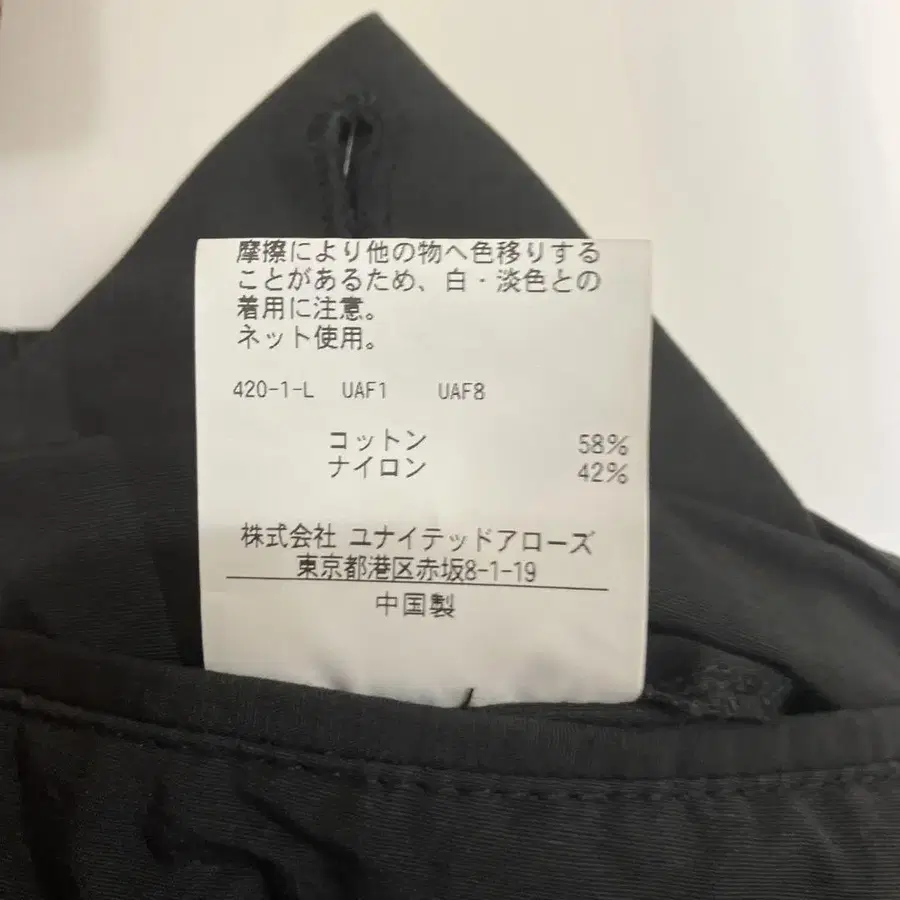 摩擦により他の物へ色移りする
ことがあるため、白・淡色との
着用に注意。
ネット使用。
420-1-L UAF1 UAF8
コットン 58%
ナイロン 42%
株式会社 ユナイテッドアローズ
東京都港区赤坂8-1-19
中国製